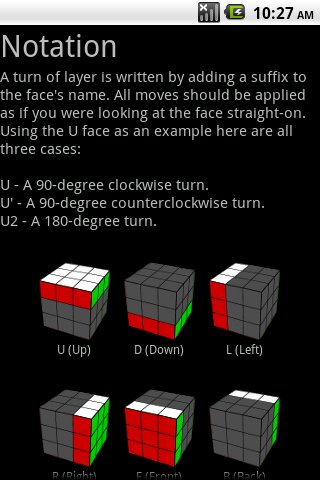 10:27 AM
Notation
A turn of layer is written by adding a suffix to
the face's name. All moves should be applied
as if you were looking at the face straight-on.
Using the U face as an example here are all
three cases:
U - A 90-degree clockwise turn.
U' - A 90-degree counterclockwise turn.
U2 - A 180-degree turn.
U (Up) D (Down) L (Left)
R (Right) F (Front) B (Back)